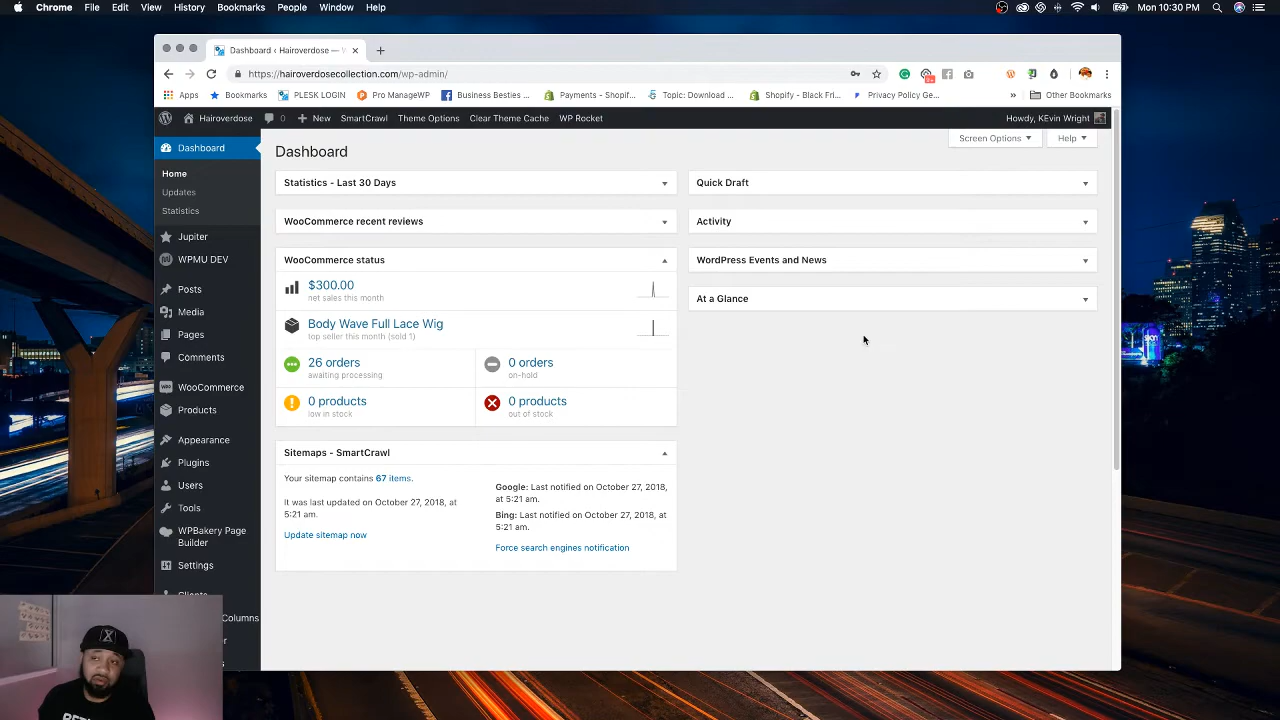 Chrome File Edit View History Bookmarks People Window Help Mon 10:30 PM
Dashboard ‹ Hairoverdose —
https://hairoverdosecollection.com/wp-admin/
Apps Bookmarks PLESK LOGIN Pro ManageWP Business Besties ... Payments - Shopif... Topic: Download ... Shopify - Black Fri... Privacy Policy Ge... » Other Bookmarks
Hairoverdose 0 New SmartCrawl Theme Options Clear Theme Cache WP Rocket Howdy, KEvin Wright
Screen Options Help
Dashboard
Home
Updates
Statistics
Jupiter
WPMU DEV
Posts
Media
Pages
Comments
WooCommerce
Products
Appearance
Plugins
Users
Tools
WPBakery Page
Builder
Settings
Columns
Dashboard
Statistics - Last 30 Days
WooCommerce recent reviews
WooCommerce status
$300.00
net sales this month
Body Wave Full Lace Wig
top seller this month (sold 1)
26 orders
awaiting processing
0 orders
on-hold
0 products
low in stock
0 products
out of stock
Sitemaps - SmartCrawl
Your sitemap contains 67 items.
It was last updated on October 27, 2018, at
5:21 am.
Update sitemap now
Google: Last notified on October 27, 2018,
at 5:21 am.
Bing: Last notified on October 27, 2018, at
5:21 am.
Force search engines notification
Quick Draft
Activity
WordPress Events and News
At a Glance